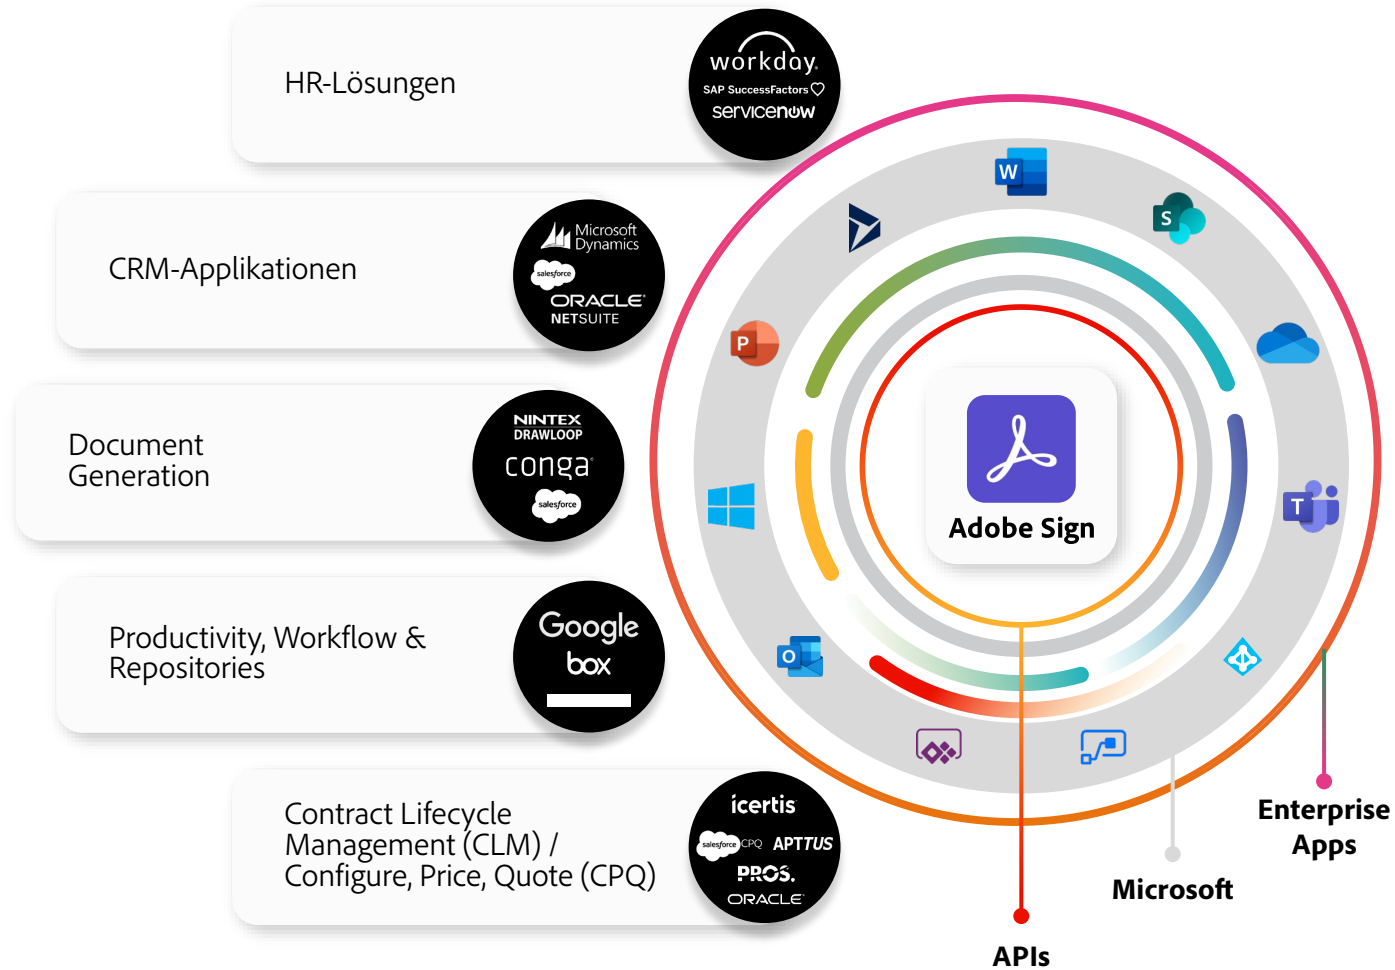 HR-Lösungen
workday.
SAP SuccessFactors
servicenow
CRM-Applikationen
Microsoft
Dynamics
salesforce
ORACLE
NETSUITE
Document
Generation
NINTEX
DRAWLOOP
conga
salesforce
Productivity, Workflow &
Repositories
Google
box
Contract Lifecycle
Management (CLM) /
Configure, Price, Quote (CPQ)
icertis
salesforce CPQ APTTUS
PROS.
ORACLE
W
S
P
T
O
Adobe Sign
Enterprise
Apps
Microsoft
APIs